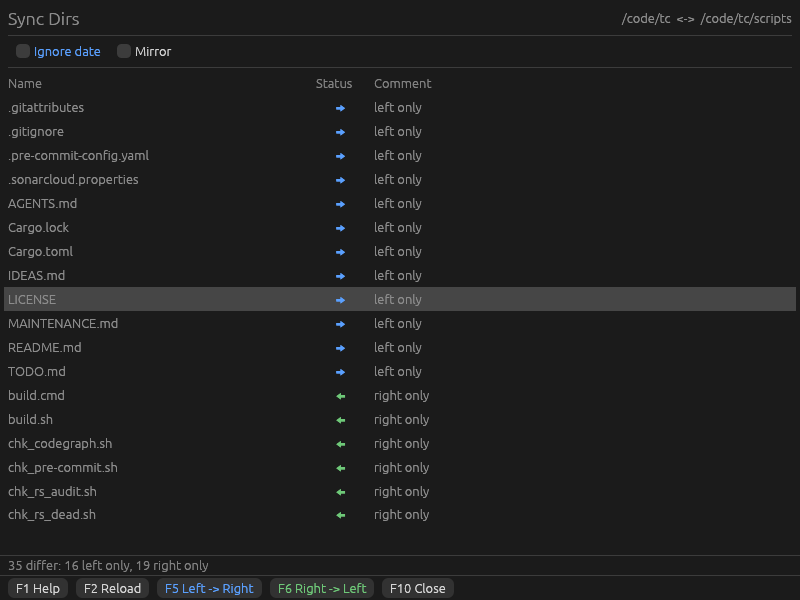 Sync Dirs /code/tc <-> /code/tc/scripts
Ignore date Mirror
Name Status Comment
.gitattributes left only
.gitignore left only
.pre-commit-config.yaml left only
.sonarcloud.properties left only
AGENTS.md left only
Cargo.lock left only
Cargo.toml left only
IDEAS.md left only
LICENSE left only
MAINTENANCE.md left only
README.md left only
TODO.md left only
build.cmd right only
build.sh right only
chk_codegraph.sh right only
chk_pre-commit.sh right only
chk_rs_audit.sh right only
chk_rs_dead.sh right only
35 differ: 16 left only, 19 right only
F1 Help F2 Reload F5 Left -> Right F6 Right -> Left F10 Close